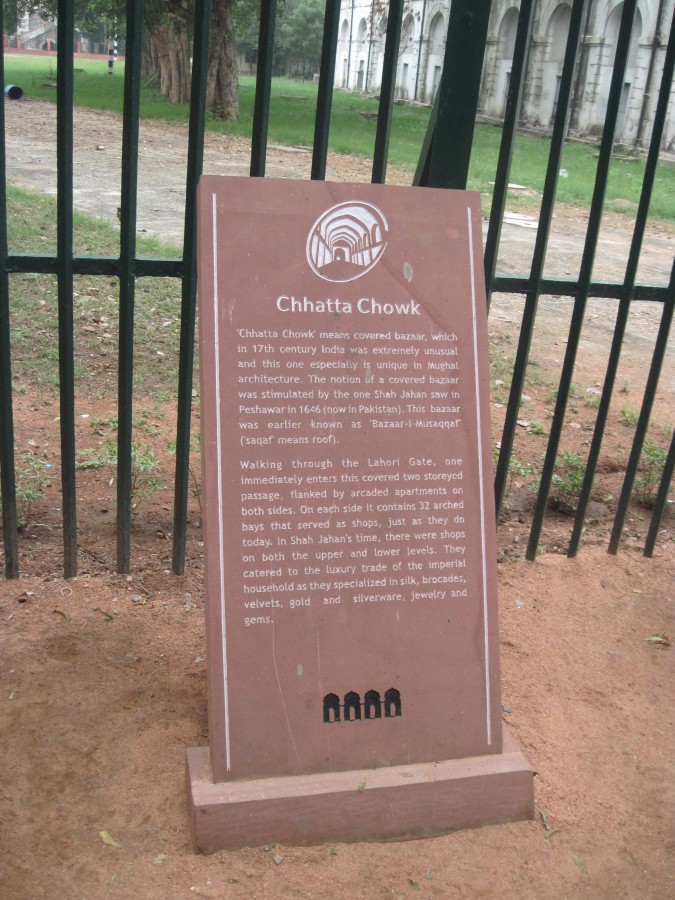 Chhatta Chowk
'Chhatta Chowk' means covered bazaar, which
in 17th century India was extremely unusual
and this one especially is unique in Mughal
architecture. The notion of a covered bazaar
was stimulated by the one Shah Jahan saw in
Peshawar in 1646 (now in Pakistan). This bazaar
was earlier known as 'Bazaar-i-Musaqqaf'
('saqaf' means roof).
Walking through the Lahori Gate, one
immediately enters this covered two storeyed
passage, flanked by arcaded apartments on
both sides. On each side it contains 32 arched
bays that served as shops, just as they do
today. In Shah Jahan's time, there were shops
on both the upper and lower levels. They
catered to the luxury trade of the imperial
household as they specialized in silk, brocades,
velvets, gold and silverware, jewelry and
gems.